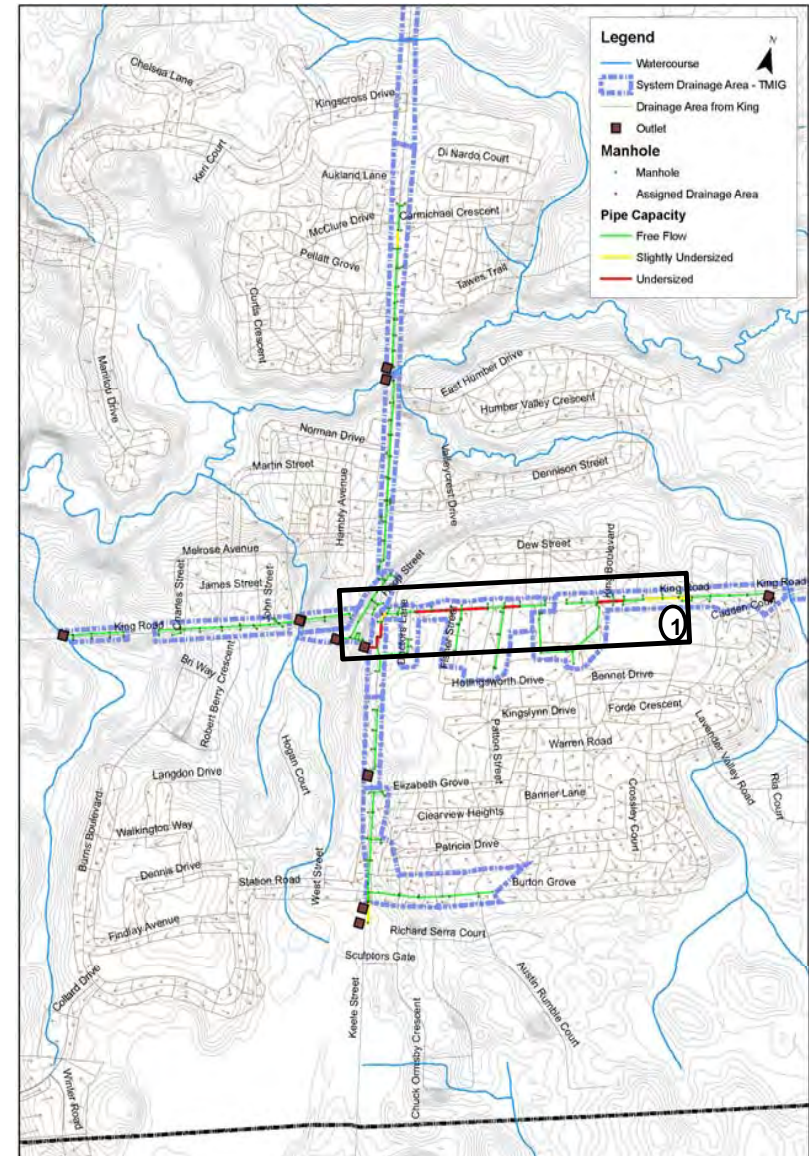 Legend
N
Watercourse
System Drainage Area - TMIG
Drainage Area from King
Outlet
Manhole
Manhole
Assigned Drainage Area
Pipe Capacity
Free Flow
Slightly Undersized
Undersized
Chelsea Lane
Kingscross Drive
Keri Court
Di Nardo Court
Aukland Lane
McClure Drive
Carmichael Crescent
Pellatt Grove
Tawes Trail
Curtis Crescent
Manitou Drive
East Humber Drive
Humber Valley Crescent
Norman Drive
Martin Street
Valleycrest Drive
Dennison Street
Hambly Avenue
Melrose Avenue
Dew Street
James Street
Charles Street
John Street
King Boulevard
King Road
King Road
King Road
1
Bri Way
Robert Berry Crescent
Hollingsworth Drive
Bennet Drive
Kingslynn Drive
Forde Crescent
Patton Street
Warren Road
Lavender Valley Road
Hogan Court
Langdon Drive
Elizabeth Grove
Banner Lane
Ria Court
Clearview Heights
Crossley Court
Burns Boulevard
Walkington Way
Patricia Drive
Dennis Drive
Station Road
West Street
Burton Grove
Findlay Avenue
Richard Serra Court
Sculptors Gate
Collard Drive
Keele Street
Austin Rumble Court
Chuck Ormsby Crescent
Winter Road